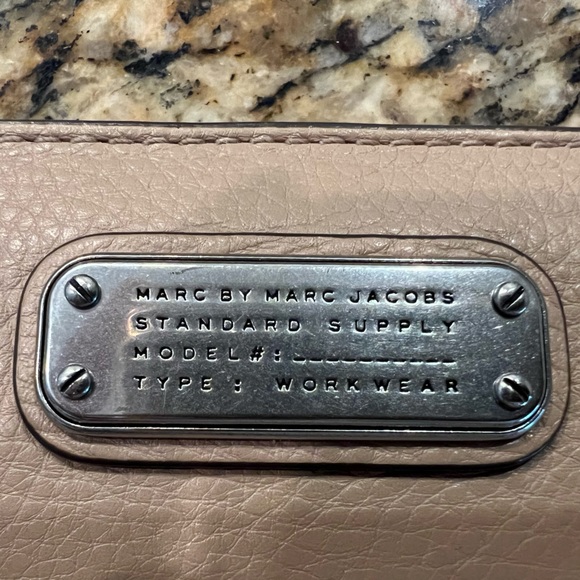 MARC BY MARC JACOBS
STANDARD SUPPLY
MODEL#:__________
TYPE: WORKWEAR